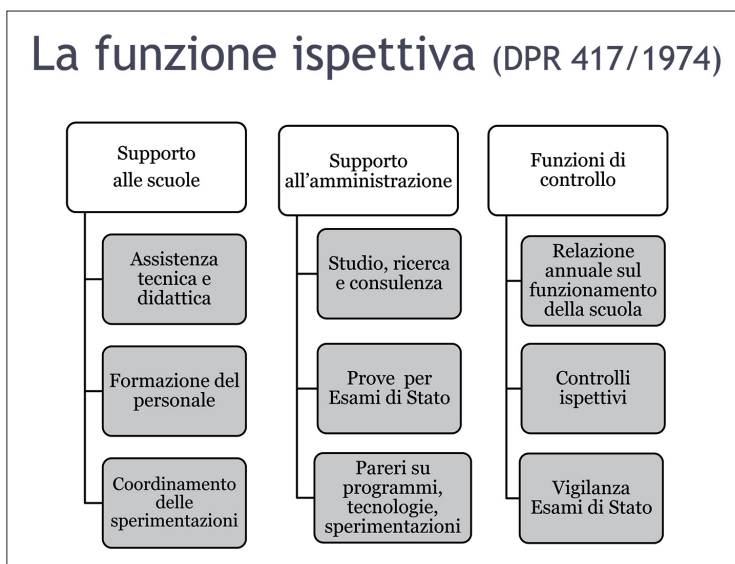 La funzione ispettiva (DPR 417/1974)
Supporto
alle scuole
Assistenza
tecnica e
didattica
Formazione del
personale
Coordinamento
delle
sperimentazioni
Supporto
all'amministrazione
Studio, ricerca
e consulenza
Prove per
Esami di Stato
Pareri su
programmi,
tecnologie,
sperimentazioni
Funzioni di
controllo
Relazione
annuale sul
funzionamento
della scuola
Controlli
ispettivi
Vigilanza
Esami di Stato